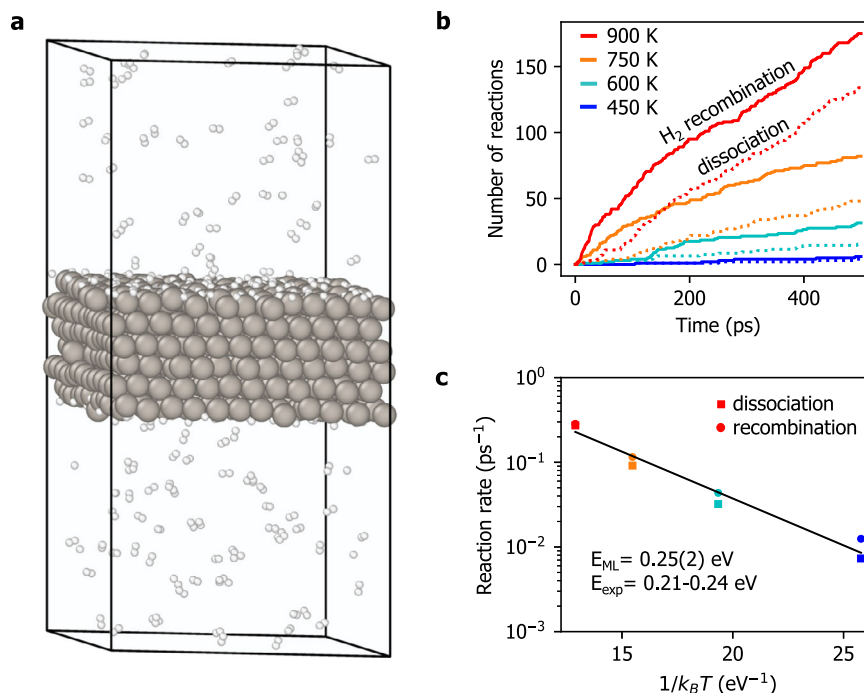 a
b
900 K
750 K
600 K
450 K
H₂ recombination
dissociation
Number of reactions
150
100
50
0
0
200
400
Time (ps)
c
dissociation
recombination
Reaction rate (ps⁻¹)
10⁰
10⁻¹
10⁻²
10⁻³
E_ML= 0.25(2) eV
E_exp= 0.21-0.24 eV
15
20
25
1/k_BT (eV⁻¹)